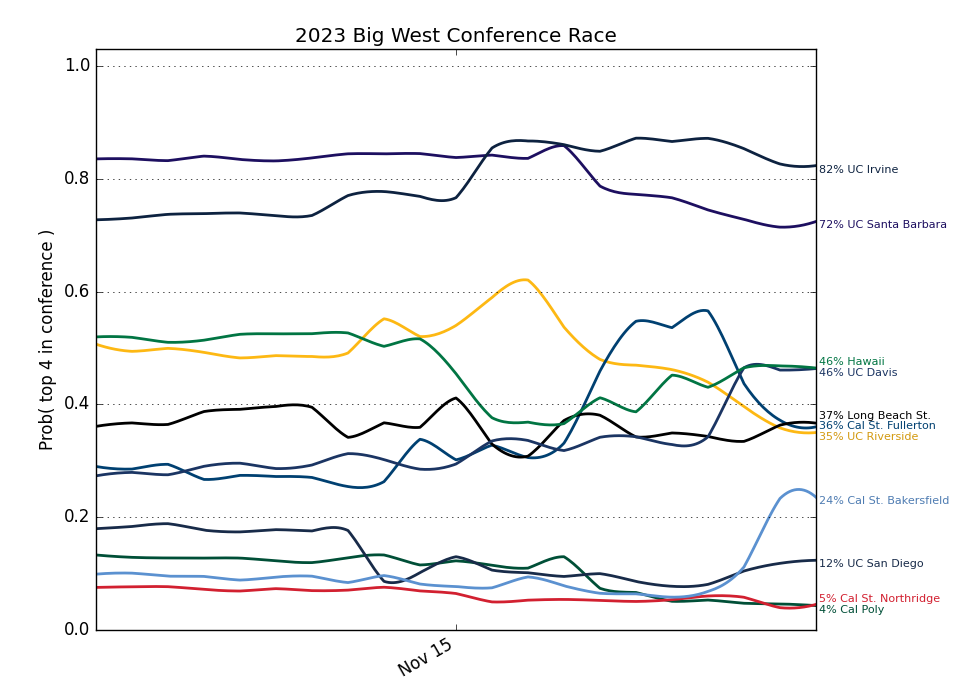 2023 Big West Conference Race
Prob( top 4 in conference )
1.0
0.8
0.6
0.4
0.2
0.0
Nov 15
82% UC Irvine
72% UC Santa Barbara
46% Hawaii
46% UC Davis
37% Long Beach St.
36% Cal St. Fullerton
35% UC Riverside
24% Cal St. Bakersfield
12% UC San Diego
5% Cal St. Northridge
4% Cal Poly